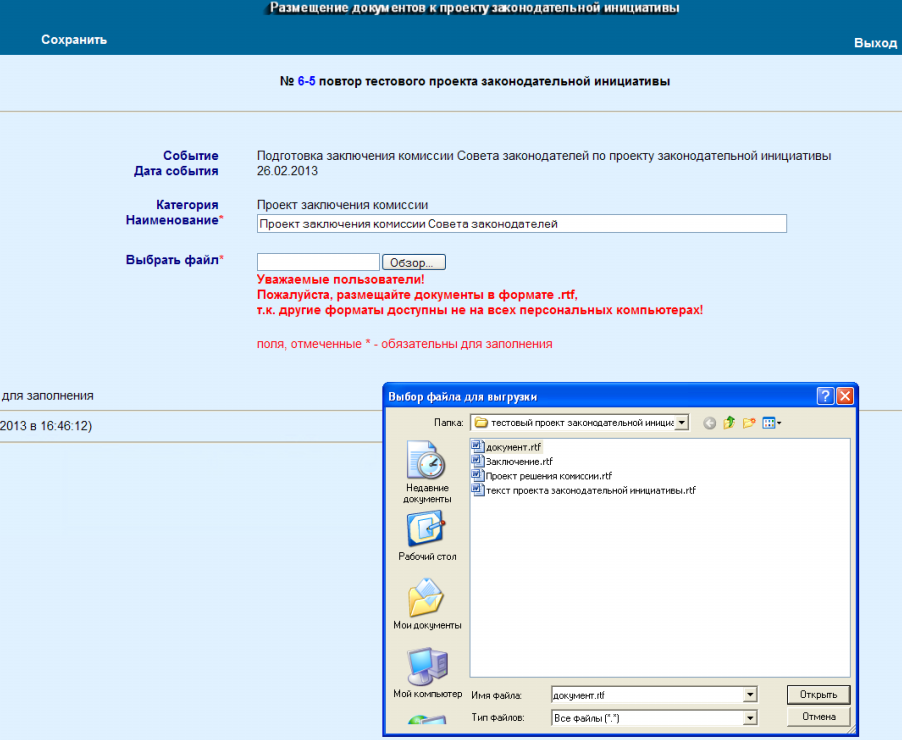 Размещение документов к проекту законодательной инициативы
Сохранить
Выход
№ 6-5 повтор тестового проекта законодательной инициативы
Событие Подготовка заключения комиссии Совета законодателей по проекту законодательной инициативы
Дата события 26.02.2013
Категория Проект заключения комиссии
Наименование* Проект заключения комиссии Совета законодателей
Выбрать файл* Обзор...
Уважаемые пользователи!
Пожалуйста, размещайте документы в формате .rtf,
т.к. другие форматы доступны не на всех персональных компьютерах!
поля, отмеченные * - обязательны для заполнения
для заполнения
2013 в 16:46:12)
Выбор файла для выгрузки
Папка: тестовый проект законодательной инициа
документ.rtf
Заключение.rtf
Проект решения комиссии.rtf
текст проекта законодательной инициативы.rtf
Недавние
документы
Рабочий стол
Мои документы
Мой компьютер
Имя файла: документ.rtf Открыть
Тип файлов: Все файлы (*.*) Отмена